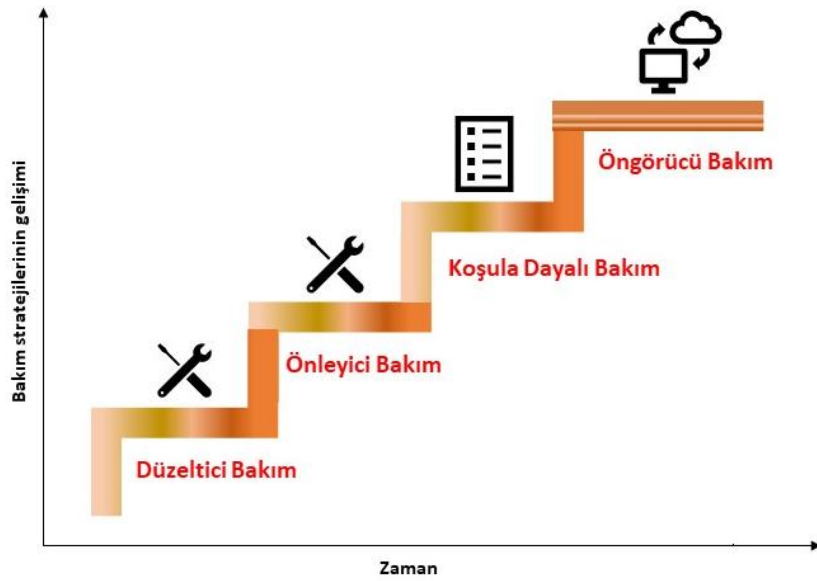 Öngörücü Bakım
Koşula Dayalı Bakım
Önleyici Bakım
Düzeltici Bakım
Bakım stratejilerinin gelişimi
Zaman